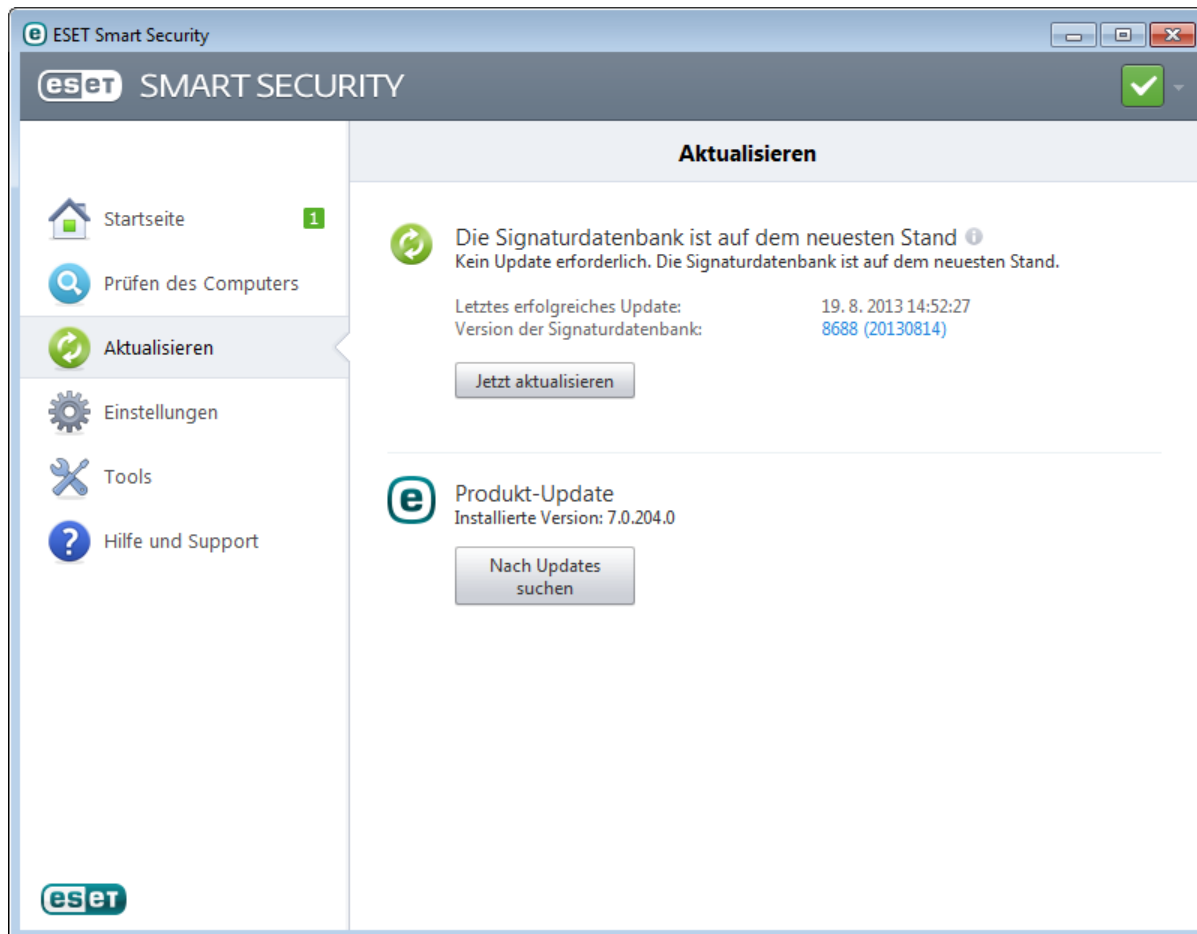 ESET Smart Security
eset SMART SECURITY
Aktualisieren
Startseite 1
Prüfen des Computers
Aktualisieren
Einstellungen
Tools
Hilfe und Support
Die Signaturdatenbank ist auf dem neuesten Stand
Kein Update erforderlich. Die Signaturdatenbank ist auf dem neuesten Stand.
Letztes erfolgreiches Update: 19. 8. 2013 14:52:27
Version der Signaturdatenbank: 8688 (20130814)
Jetzt aktualisieren
Produkt-Update
Installierte Version: 7.0.204.0
Nach Updates
suchen
eset